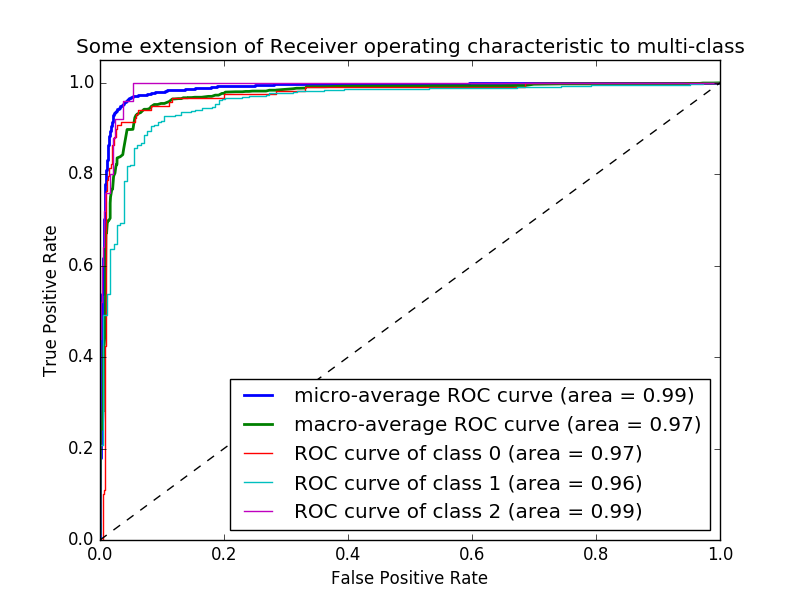 Some extension of Receiver operating characteristic to multi-class
1.0
0.8
0.6
0.4
0.2
0.0
True Positive Rate
micro-average ROC curve (area = 0.99)
macro-average ROC curve (area = 0.97)
ROC curve of class 0 (area = 0.97)
ROC curve of class 1 (area = 0.96)
ROC curve of class 2 (area = 0.99)
0.0 0.2 0.4 0.6 0.8 1.0
False Positive Rate